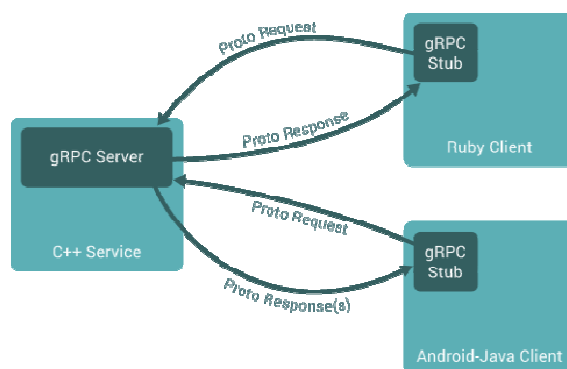 Proto Request
gRPC
Stub
Ruby Client
Proto Response
gRPC Server
C++ Service
Proto Request
gRPC
Stub
Proto Response(s)
Android-Java Client